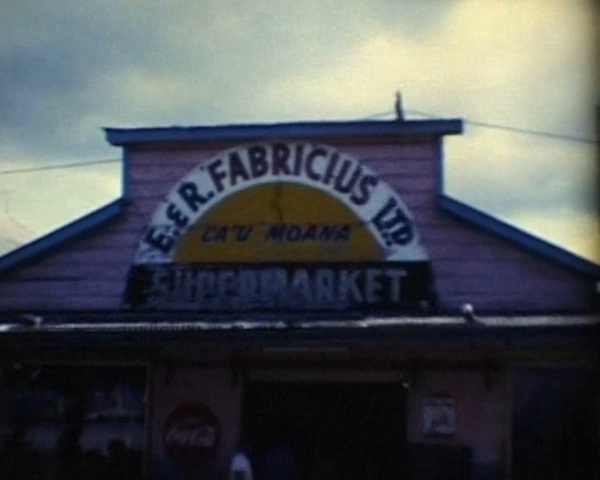 E. & R. FABRICIUS LTD.
"LA'U MOANA"
SUPERMARKET
Coca-Cola